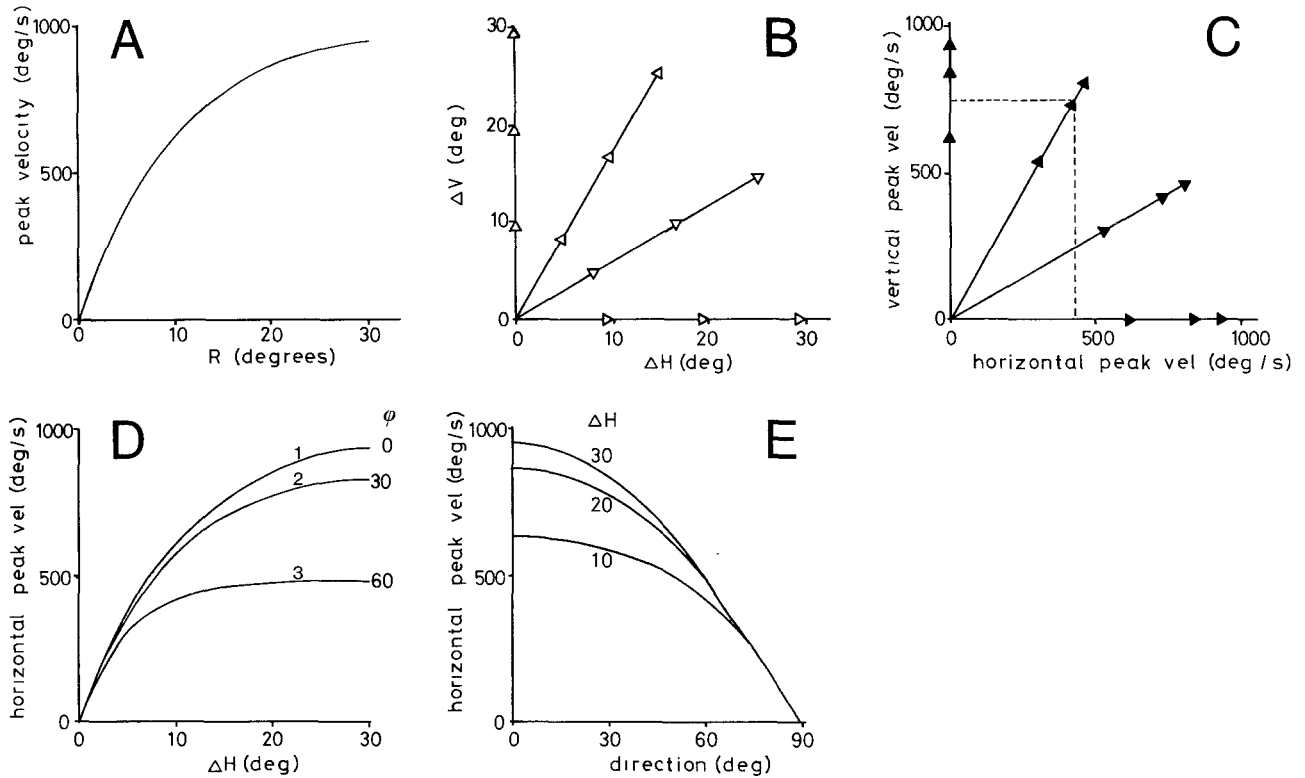 A
peak velocity (deg/s)
1000
500
0
0 10 20 30
R (degrees)
B
ΔV (deg)
30
20
10
0
0 10 20 30
ΔH (deg)
C
vertical peak vel (deg/s)
1000
500
0
0 500 1000
horizontal peak vel (deg/s)
D
horizontal peak vel (deg/s)
φ
1000
1
0
2
30
500
3
60
0
0 10 20 30
ΔH (deg)
E
horizontal peak vel (deg/s)
ΔH
1000
30
20
500
10
0
0 30 60 90
direction (deg)